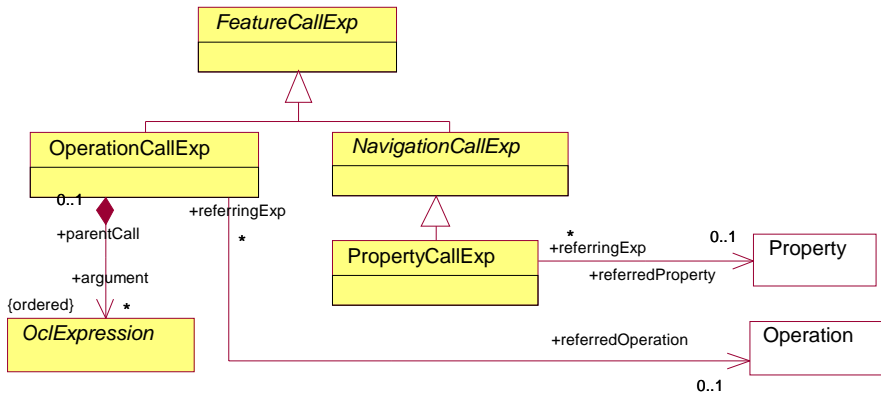 FeatureCallExp
OperationCallExp
NavigationCallExp
0..1
+parentCall
+referringExp
*
+argument
{ordered}
*
OclExpression
PropertyCallExp
*
+referringExp
0..1
+referredProperty
Property
+referredOperation
0..1
Operation